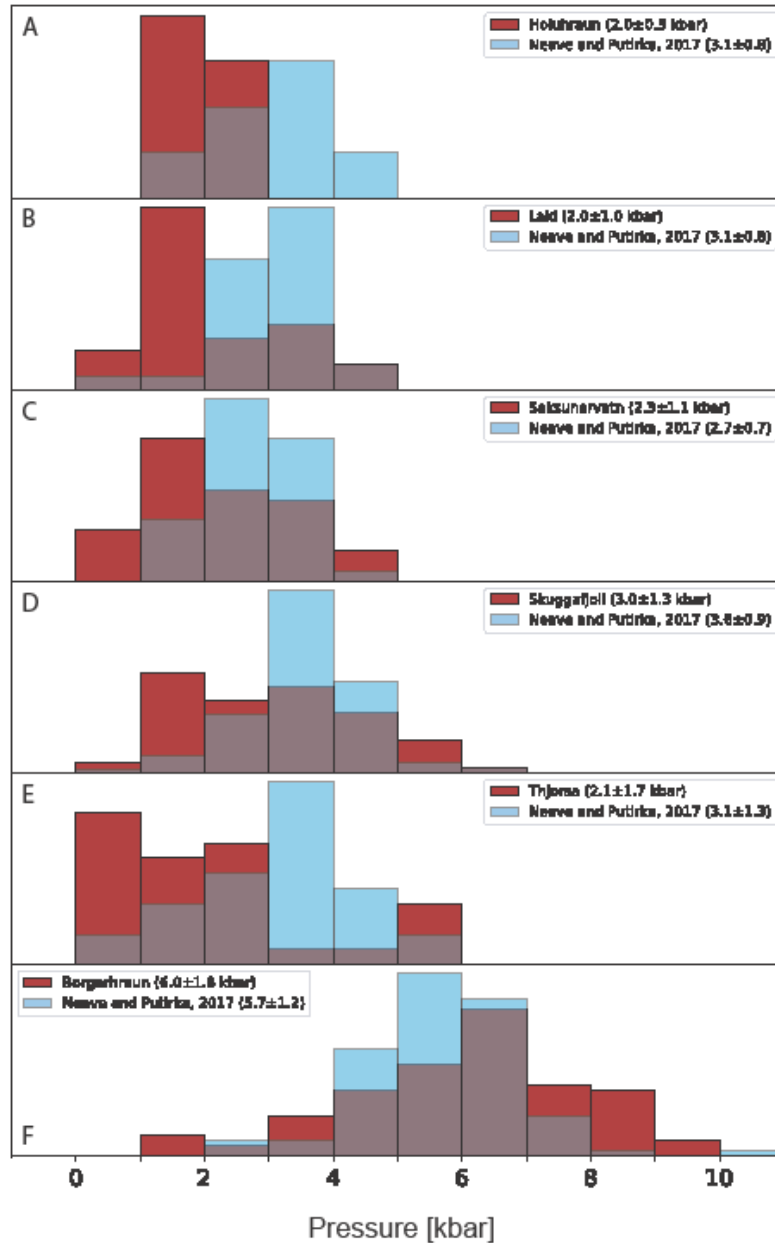 A
Holuhraun (2.0±0.5 kbar)
Neave and Putirka, 2017 (3.1±0.8)
B
Laki (2.0±1.0 kbar)
Neave and Putirka, 2017 (3.1±0.8)
C
Saksunarvatn (2.3±1.1 kbar)
Neave and Putirka, 2017 (2.7±0.7)
D
Skuggafjoll (3.0±1.3 kbar)
Neave and Putirka, 2017 (3.6±0.9)
E
Thjorsa (2.1±1.7 kbar)
Neave and Putirka, 2017 (3.1±1.3)
Borgarhraun (6.0±1.8 kbar)
Neave and Putirka, 2017 (5.7±1.2)
F
0 2 4 6 8 10
Pressure [kbar]